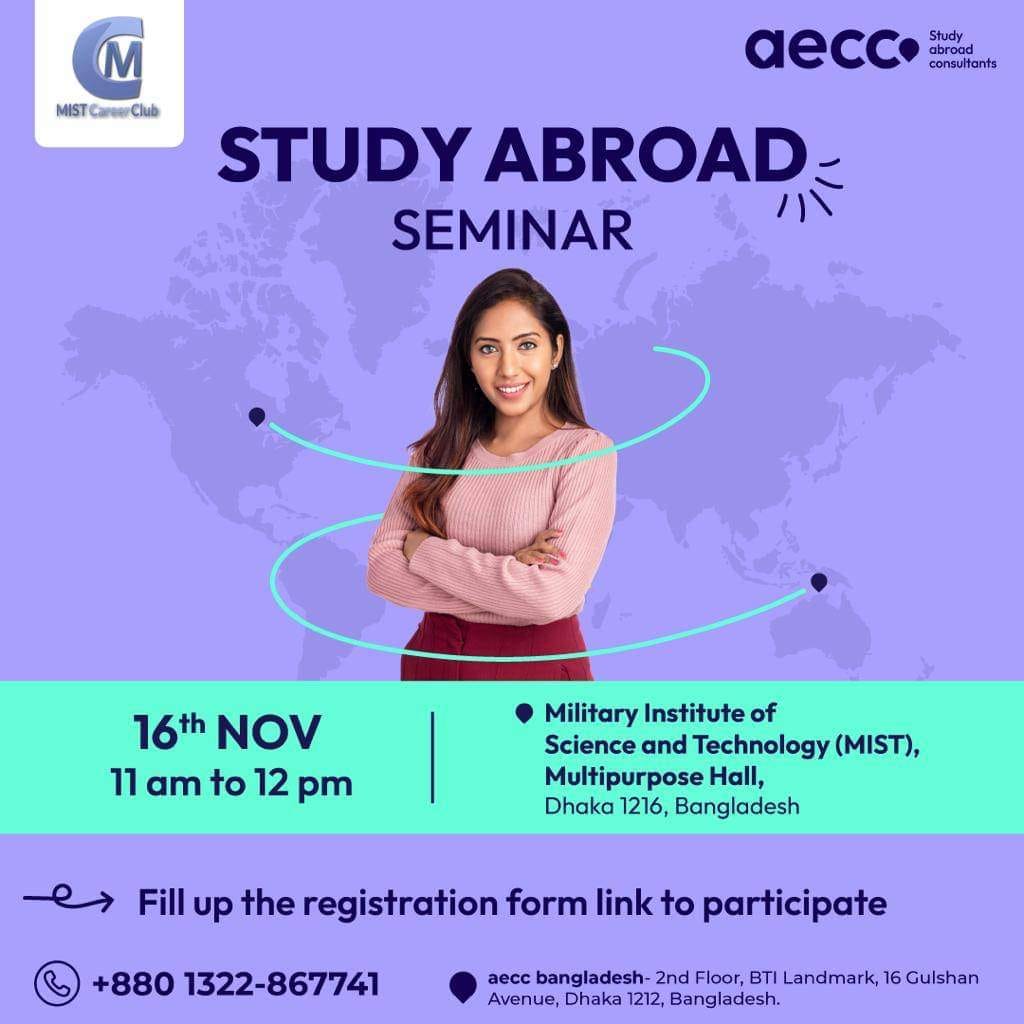 CM
MIST Career Club
aecc
Study
abroad
consultants
STUDY ABROAD
SEMINAR
16th NOV
11 am to 12 pm
Military Institute of
Science and Technology (MIST),
Multipurpose Hall,
Dhaka 1216, Bangladesh
Fill up the registration form link to participate
+880 1322-867741
aecc bangladesh- 2nd Floor, BTI Landmark, 16 Gulshan
Avenue, Dhaka 1212, Bangladesh.